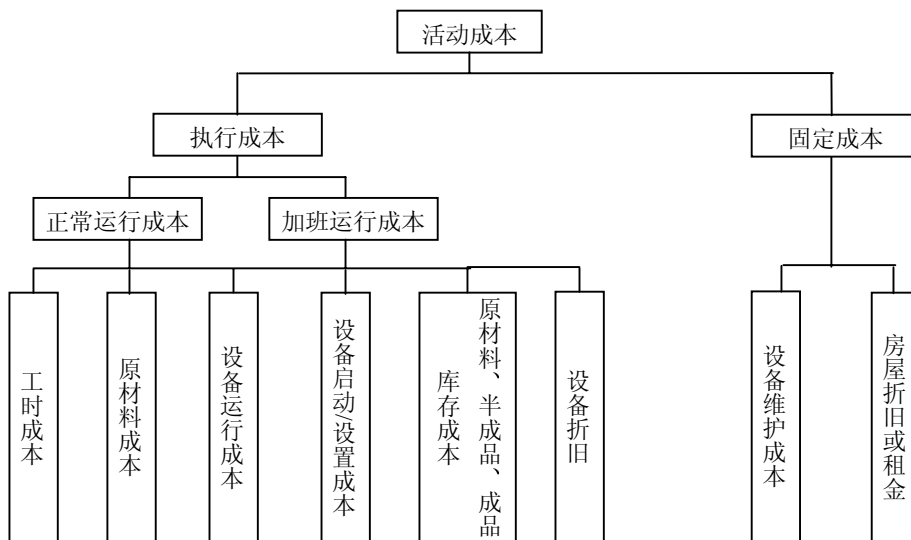 活动成本
执行成本
固定成本
正常运行成本
加班运行成本
工时成本
原材料成本
设备运行成本
设备启动/设置成本
原材料、半成品、成品
库存成本
设备折旧
设备维护成本
房屋折旧或租金